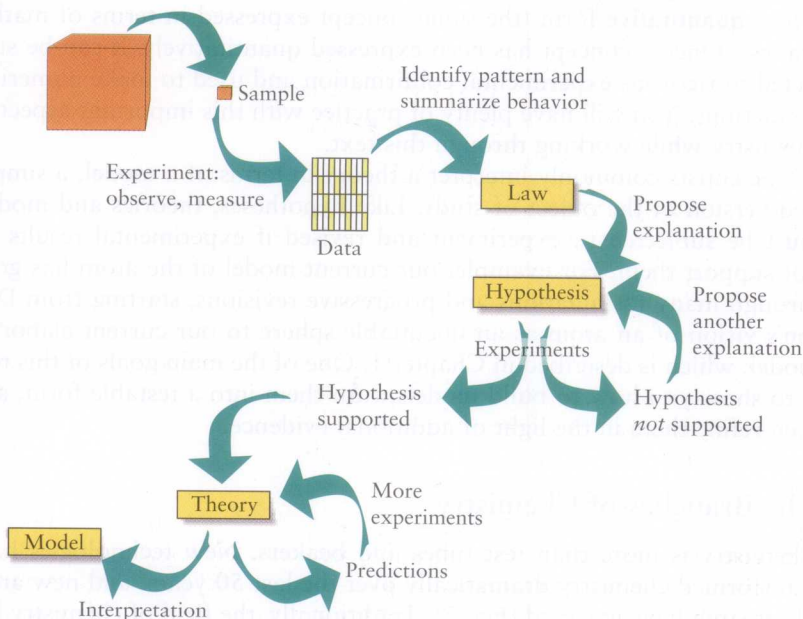 Sample
Identify pattern and
summarize behavior
Experiment:
observe, measure
Data
Law
Propose
explanation
Hypothesis
Propose
another
explanation
Experiments
Hypothesis
supported
Hypothesis
not supported
Theory
More
experiments
Predictions
Model
Interpretation